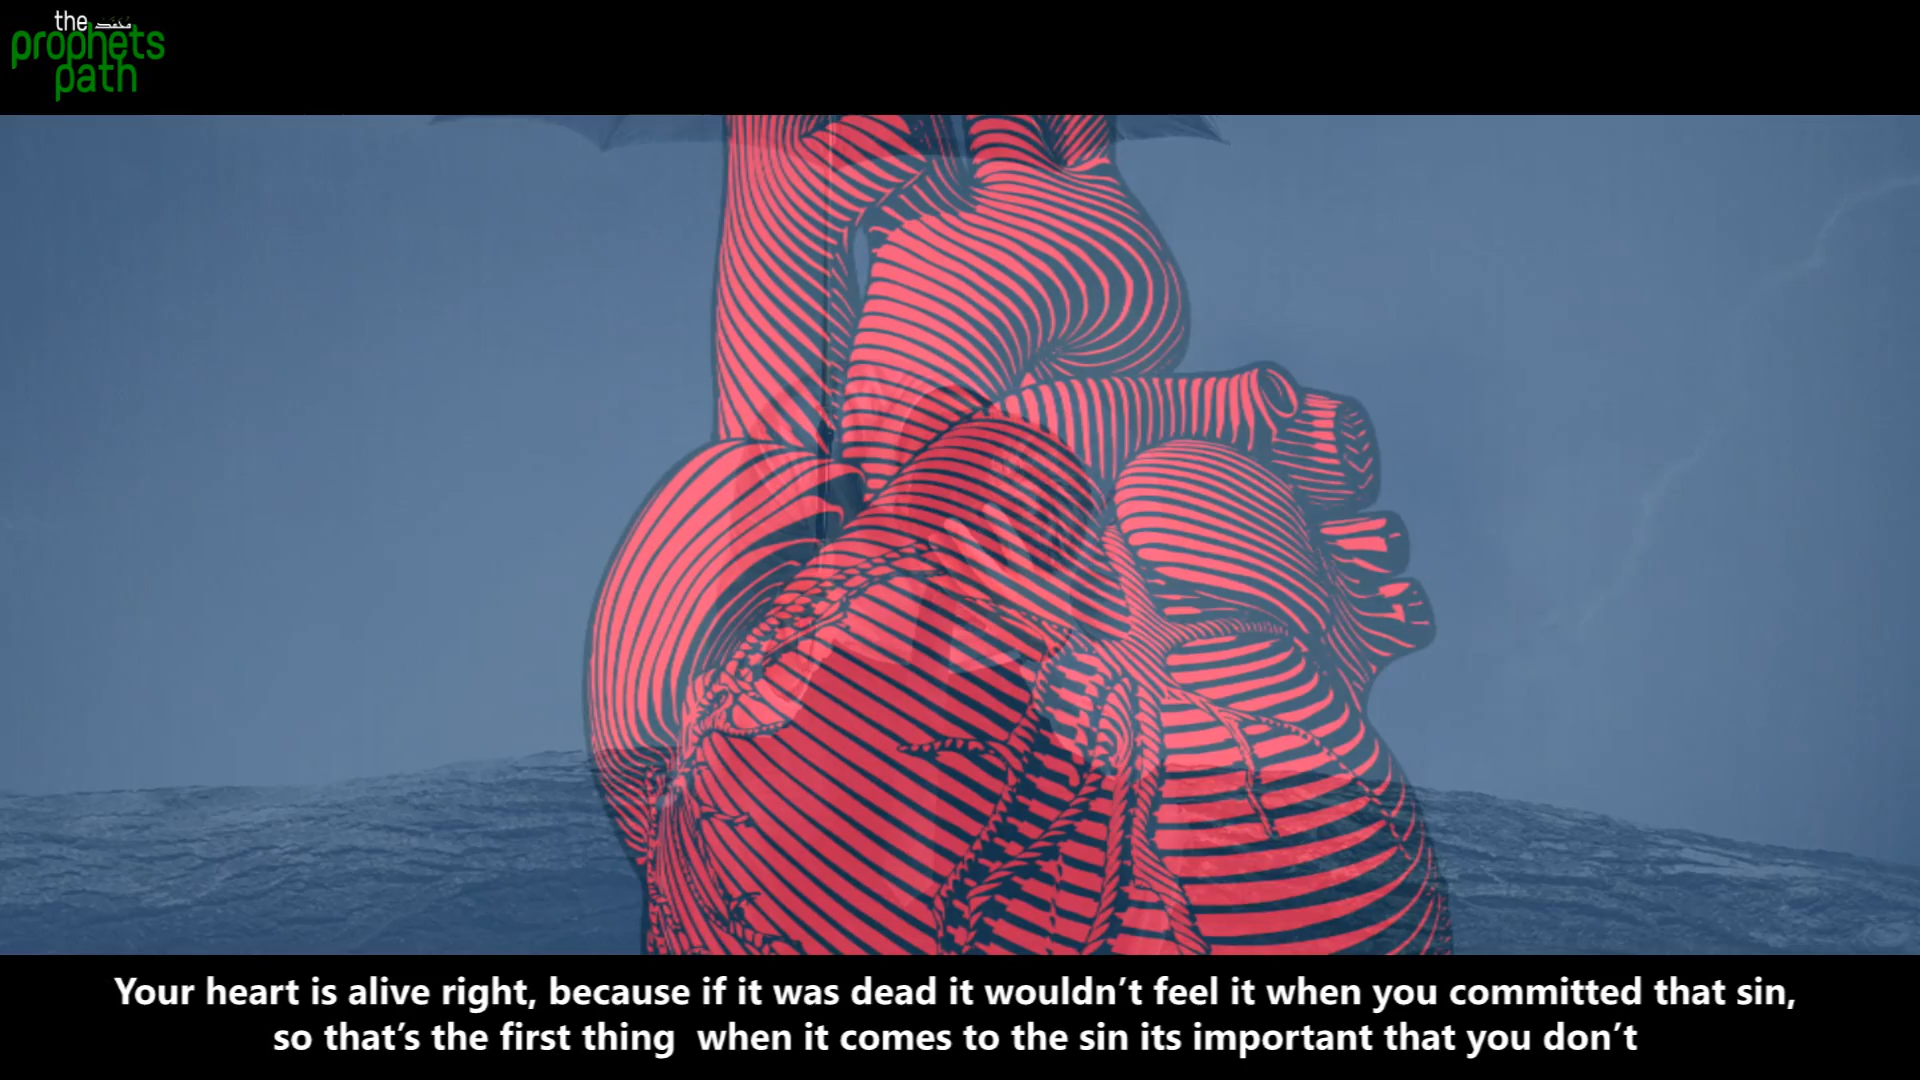 the
prophets
path
Your heart is alive right, because if it was dead it wouldn’t feel it when you committed that sin,
so that’s the first thing  when it comes to the sin its important that you don’t